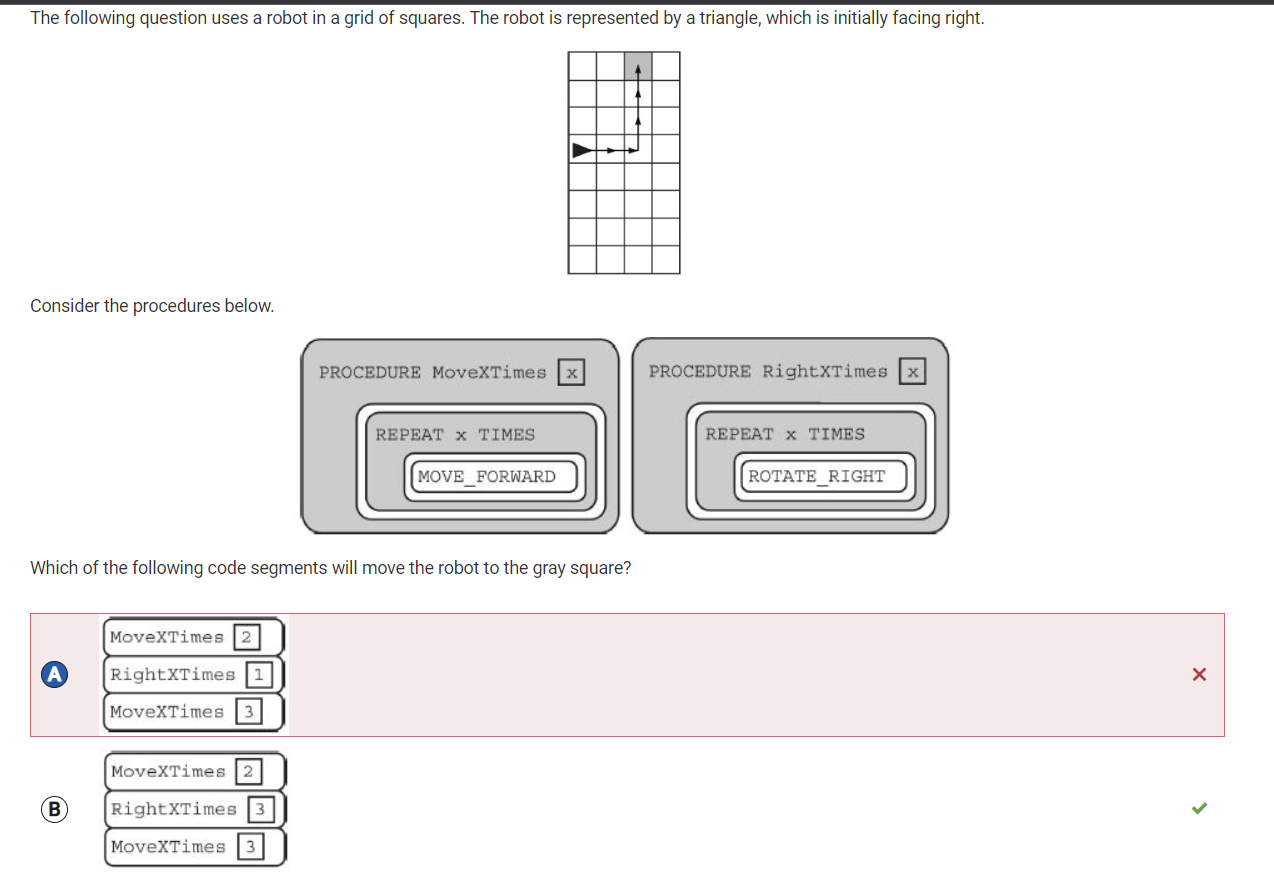 The following question uses a robot in a grid of squares. The robot is represented by a triangle, which is initially facing right.
Consider the procedures below.
PROCEDURE MoveXTimes x
REPEAT x TIMES
MOVE_FORWARD
PROCEDURE RightXTimes x
REPEAT x TIMES
ROTATE_RIGHT
Which of the following code segments will move the robot to the gray square?
A
MoveXTimes 2
RightXTimes 1
MoveXTimes 3
B
MoveXTimes 2
RightXTimes 3
MoveXTimes 3